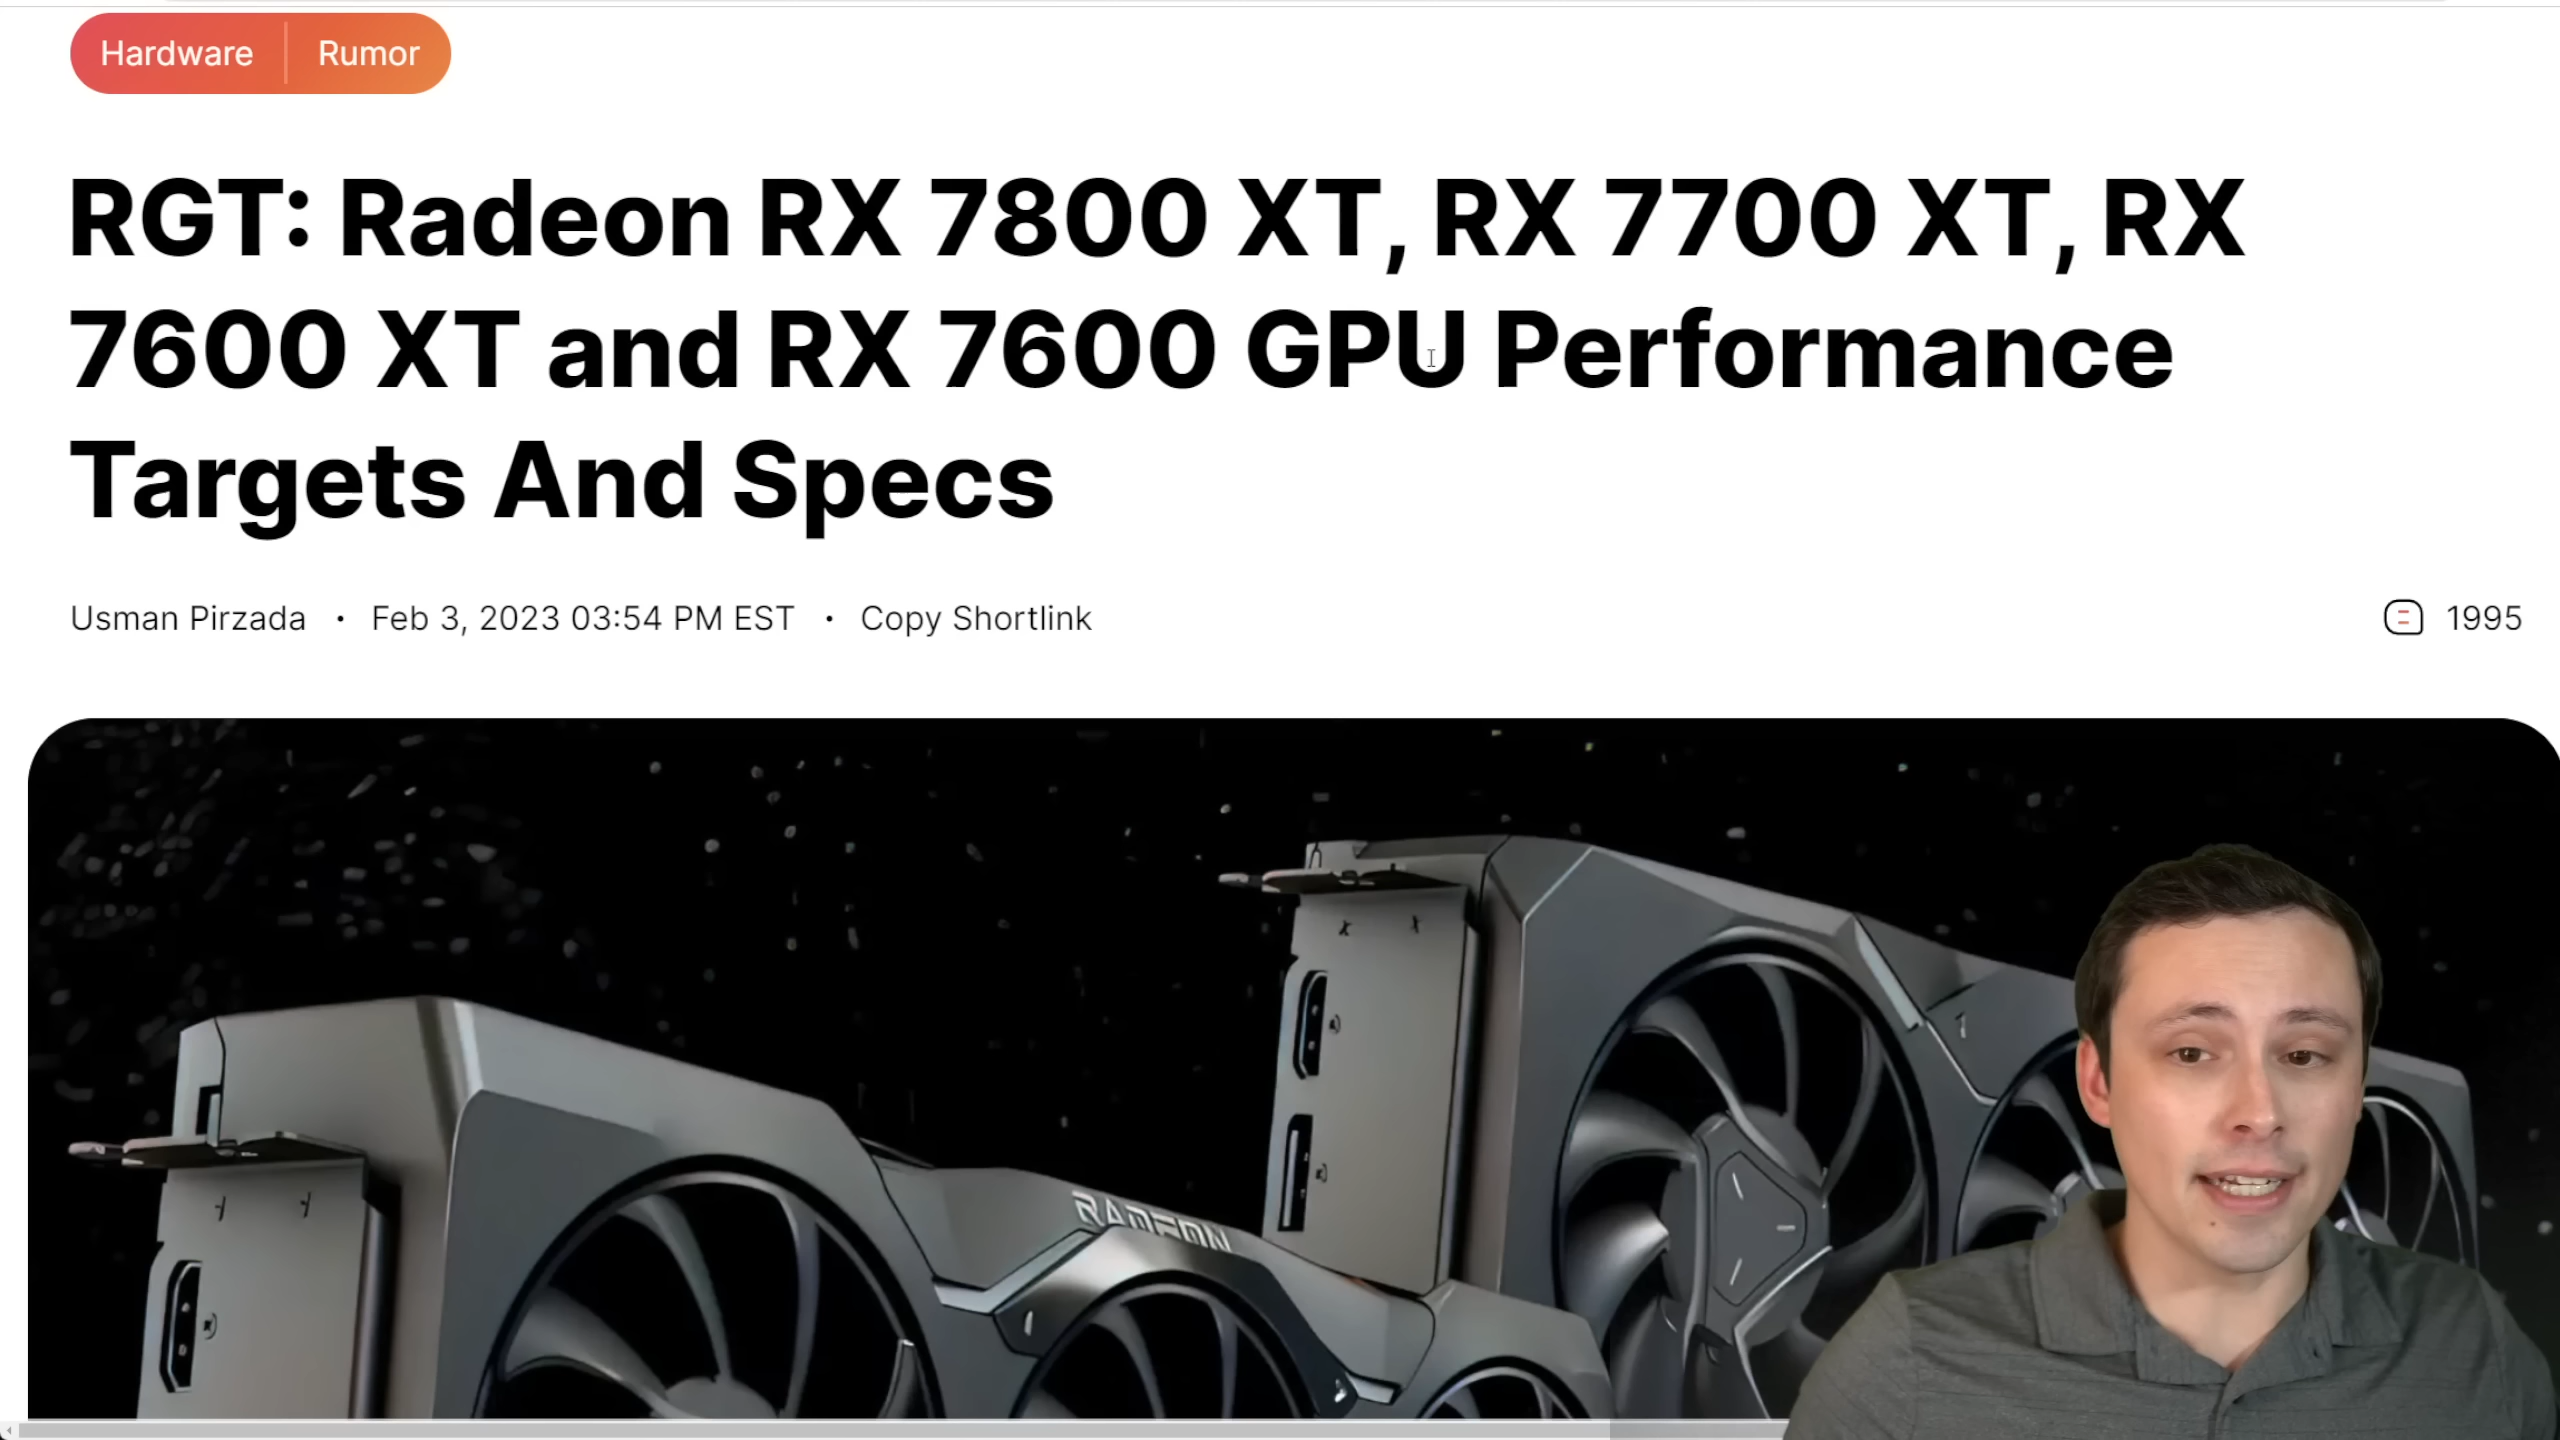 Hardware Rumor
RGT: Radeon RX 7800 XT, RX 7700 XT, RX
7600 XT and RX 7600 GPU Performance
Targets And Specs
Usman Pirzada • Feb 3, 2023 03:54 PM EST • Copy Shortlink 1995
RADEON